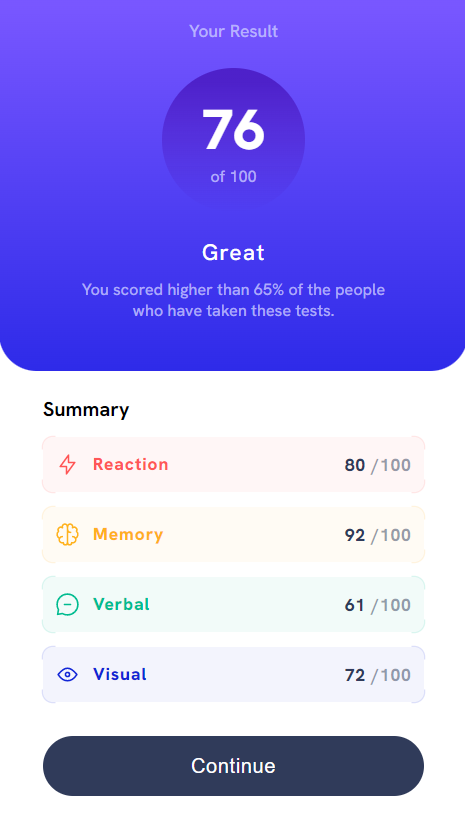 Your Result
76
of 100
Great
You scored higher than 65% of the people
who have taken these tests.
Summary
Reaction 80 /100
Memory 92 /100
Verbal 61 /100
Visual 72 /100
Continue